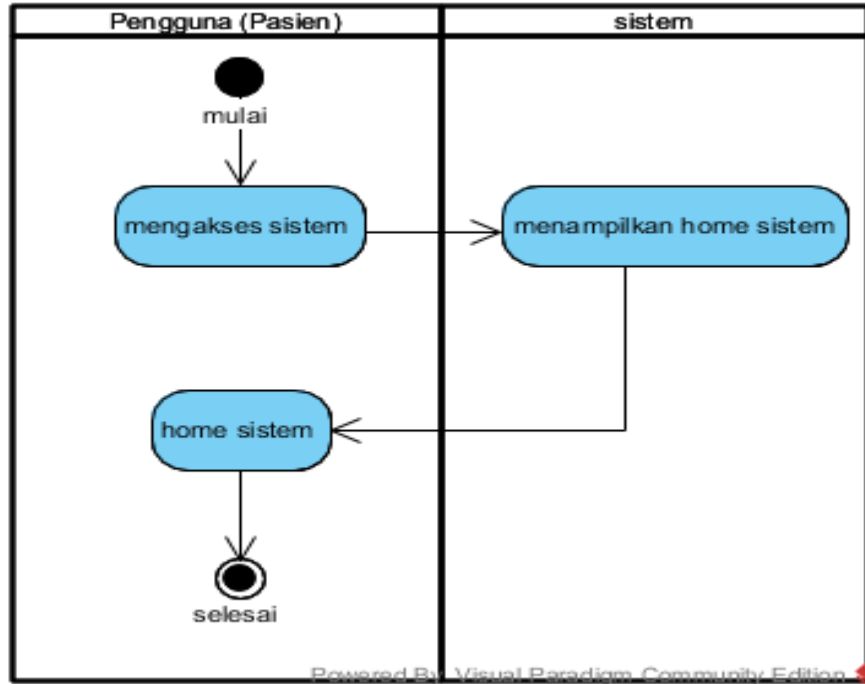 Pengguna (Pasien)
sistem
mulai
mengakses sistem
menampilkan home sistem
home sistem
selesai
Powered By Visual Paradigm Community Edition